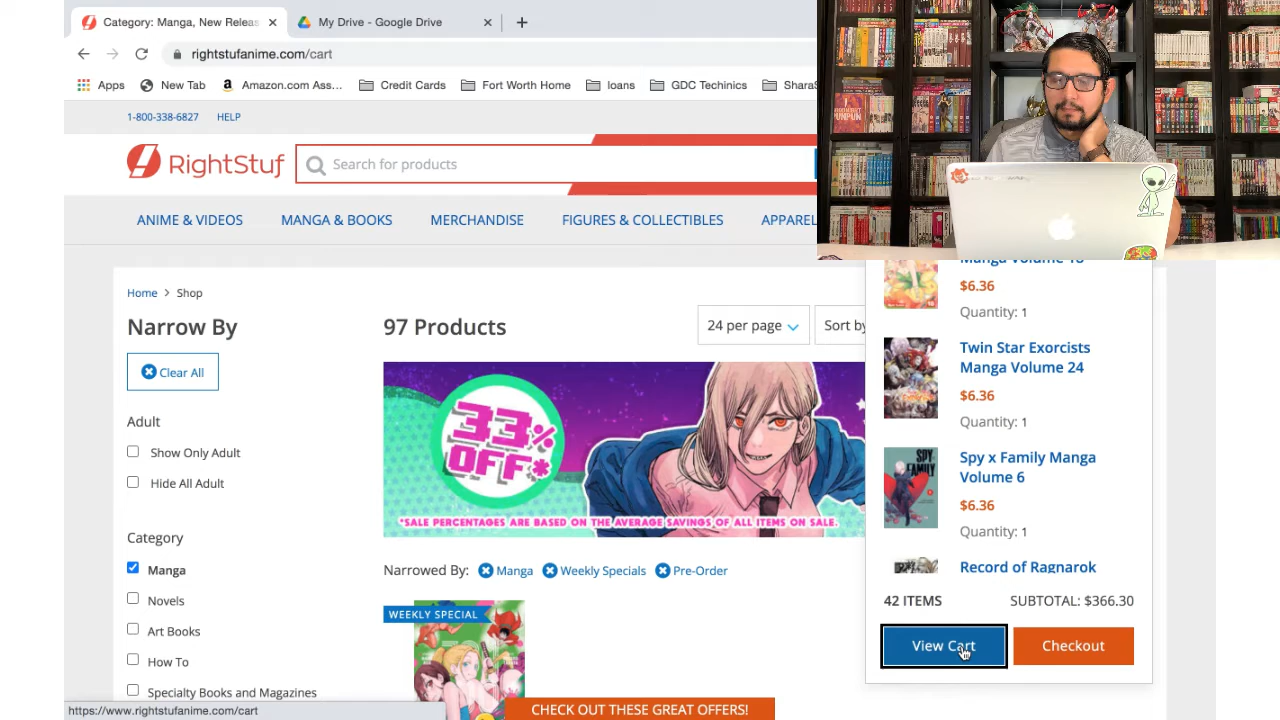 Category: Manga, New Releas
My Drive - Google Drive
rightstufanime.com/cart
Apps
New Tab
Amazon.com Ass...
Credit Cards
Fort Worth Home
loans
GDC Techinics
SharaS
1-800-338-6827
HELP
RightStuf
Search for products
ANIME & VIDEOS
MANGA & BOOKS
MERCHANDISE
FIGURES & COLLECTIBLES
APPAREL
Home > Shop
Narrow By
Clear All
Adult
Show Only Adult
Hide All Adult
Category
Manga
Novels
Art Books
How To
Specialty Books and Magazines
https://www.rightstufanime.com/cart
97 Products
24 per page
Sort by
33%
OFF*
*SALE PERCENTAGES ARE BASED ON THE AVERAGE SAVINGS OF ALL ITEMS ON SALE.
Narrowed By:
Manga
Weekly Specials
Pre-Order
WEEKLY SPECIAL
CHECK OUT THESE GREAT OFFERS!
Manga Volume 18
$6.36
Quantity: 1
Twin Star Exorcists
Manga Volume 24
$6.36
Quantity: 1
SPY
FAMILY
Spy x Family Manga
Volume 6
$6.36
Quantity: 1
Record of Ragnarok
42 ITEMS
SUBTOTAL: $366.30
View Cart
Checkout